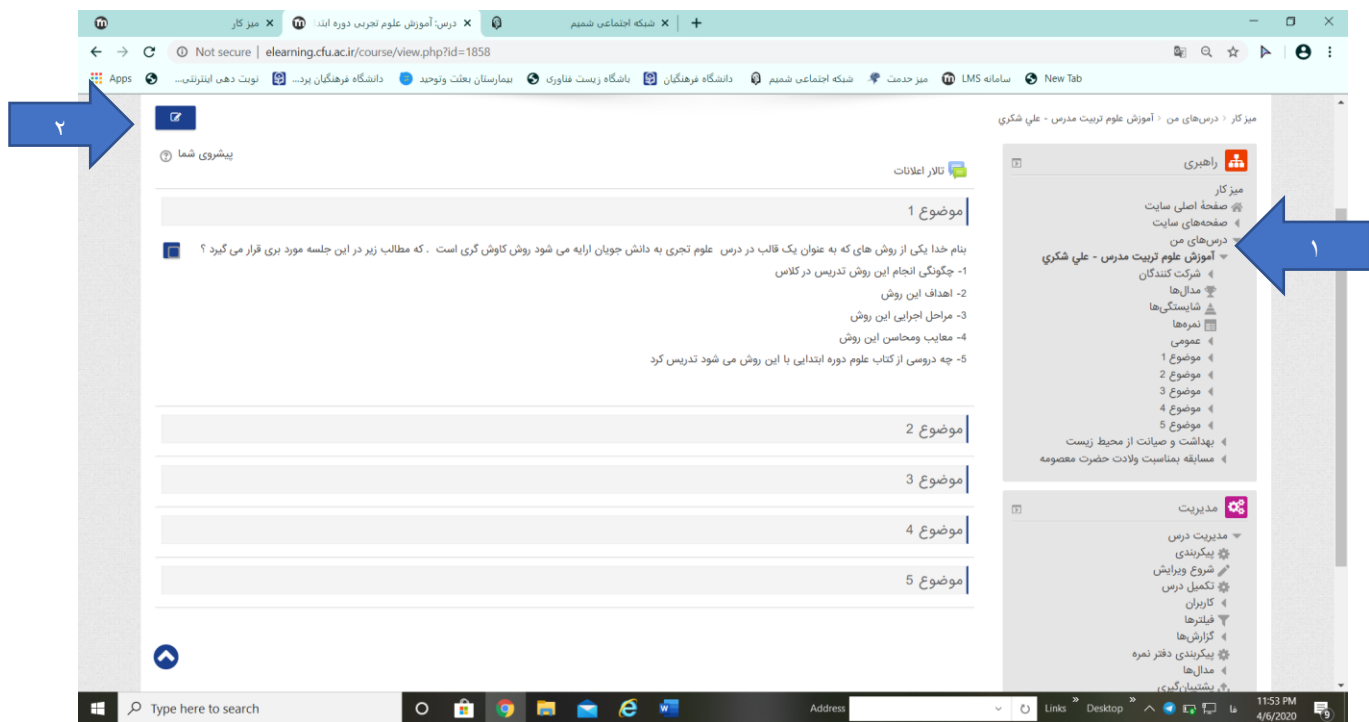 میز کار
درس: آموزش علوم تجربی دوره ابتد
شبکه اجتماعی شمیم
Not secure | elearning.cfu.ac.ir/course/view.php?id=1858
Apps
نوبت دهی اینترنتی...
دانشگاه فرهنگیان پرد...
بیمارستان بعثت وتوحید
باشگاه زیست فناوری
دانشگاه فرهنگیان
شبکه اجتماعی شمیم
میز خدمت
سامانه LMS
New Tab
۲
میز کار
درس‌های من
آموزش علوم تربیت مدرس - علي شکري
پیشروی شما
تالار اعلانات
موضوع 1
بنام خدا یکی از روش های که به عنوان یک قالب در درس علوم تجری به دانش جویان ارایه می شود روش کاوش گری است . که مطالب زیر در این جلسه مورد بری قرار می گیرد ؟
1- چگونگی انجام این روش تدریس در کلاس
2- اهداف این روش
3- مراحل اجرایی این روش
4- معایب ومحاسن این روش
5- چه دروسی از کتاب علوم دوره ابتدایی با این روش می شود تدریس کرد
موضوع 2
موضوع 3
موضوع 4
موضوع 5
راهبری
میز کار
صفحهٔ اصلی سایت
صفحه‌های سایت
درس‌های من
آموزش علوم تربیت مدرس - علي شکري
شرکت کنندگان
مدال‌ها
شایستگی‌ها
نمره‌ها
عمومی
موضوع 1
موضوع 2
موضوع 3
موضوع 4
موضوع 5
بهداشت و صیانت از محیط زیست
مسابقه بمناسبت ولادت حضرت معصومه
۱
مدیریت
مدیریت درس
پیکربندی
شروع ویرایش
تکمیل درس
کاربران
فیلترها
گزارش‌ها
پیکربندی دفتر نمره
مدال‌ها
پشتیبان‌گیری
Type here to search
Address
Links
Desktop
فا
11:53 PM
4/6/2020
9